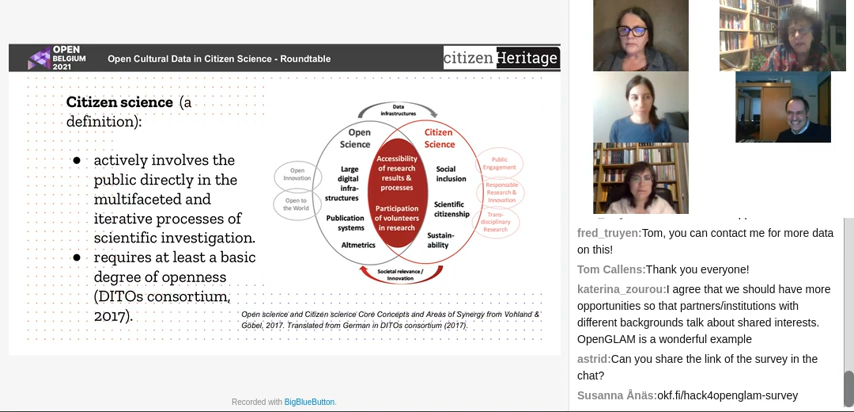 OPEN
BELGIUM
2021
Open Cultural Data in Citizen Science - Roundtable
citizen Heritage
Citizen science (a
definition):
● actively involves the
public directly in the
multifaceted and
iterative processes of
scientific investigation.
● requires at least a basic
degree of openness
(DITOs consortium,
2017).
Data
infrastructures
Open
Science
Citizen
Science
Open
Innovation
Open to
the World
Large
digital
infra-
structures
Publication
systems
Altmetrics
Accessibility
of research
results &
processes
Participation
of volunteers
in research
Social
inclusion
Scientific
citizenship
Sustain-
ability
Public
Engagement
Responsible
Research &
Innovation
Trans-
disciplinary
Research
Societal relevance /
Innovation
Open science and Citizen science Core Concepts and Areas of Synergy from Vohland &
Göbel, 2017. Translated from German in DITOs consortium (2017).
Recorded with BigBlueButton.
fred_truyen:Tom, you can contact me for more data
on this!
Tom Callens:Thank you everyone!
katerina_zourou:I agree that we should have more
opportunities so that partners/institutions with
different backgrounds talk about shared interests.
OpenGLAM is a wonderful example
astrid:Can you share the link of the survey in the
chat?
Susanna Ånäs:okf.fi/hack4openglam-survey